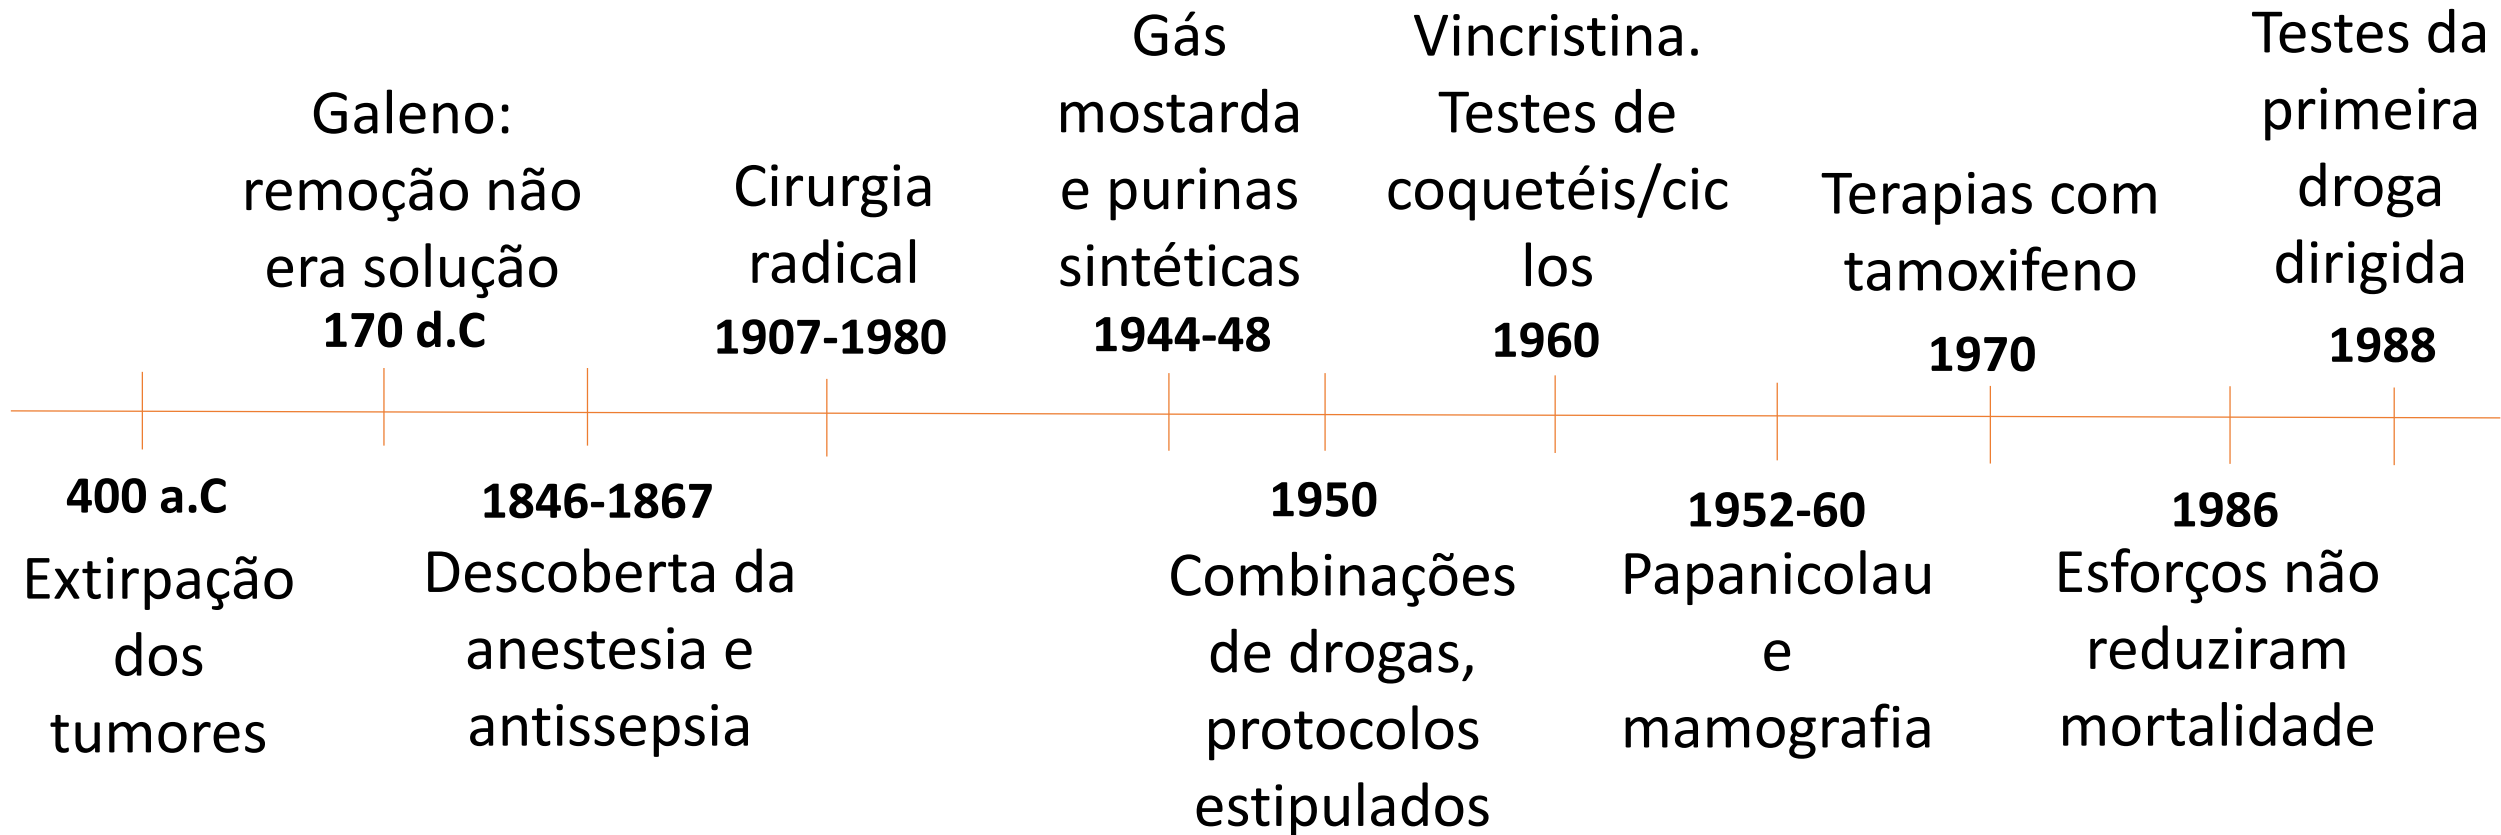 400 a.C
Extirpação
dos
tumores
Galeno:
remoção não
era solução
170 d.C
1846-1867
Descoberta da
anestesia e
antissepsia
Cirurgia
radical
1907-1980
Gás
mostarda
e purinas
sintéticas
1944-48
1950
Combinações
de drogas,
protocolos
estipulados
Vincristina.
Testes de
coquetéis/cic
los
1960
1952-60
Papanicolau
e
mamografia
Terapias com
tamoxifeno
1970
1986
Esforços não
reduziram
mortalidade
Testes da
primeira
droga
dirigida
1988